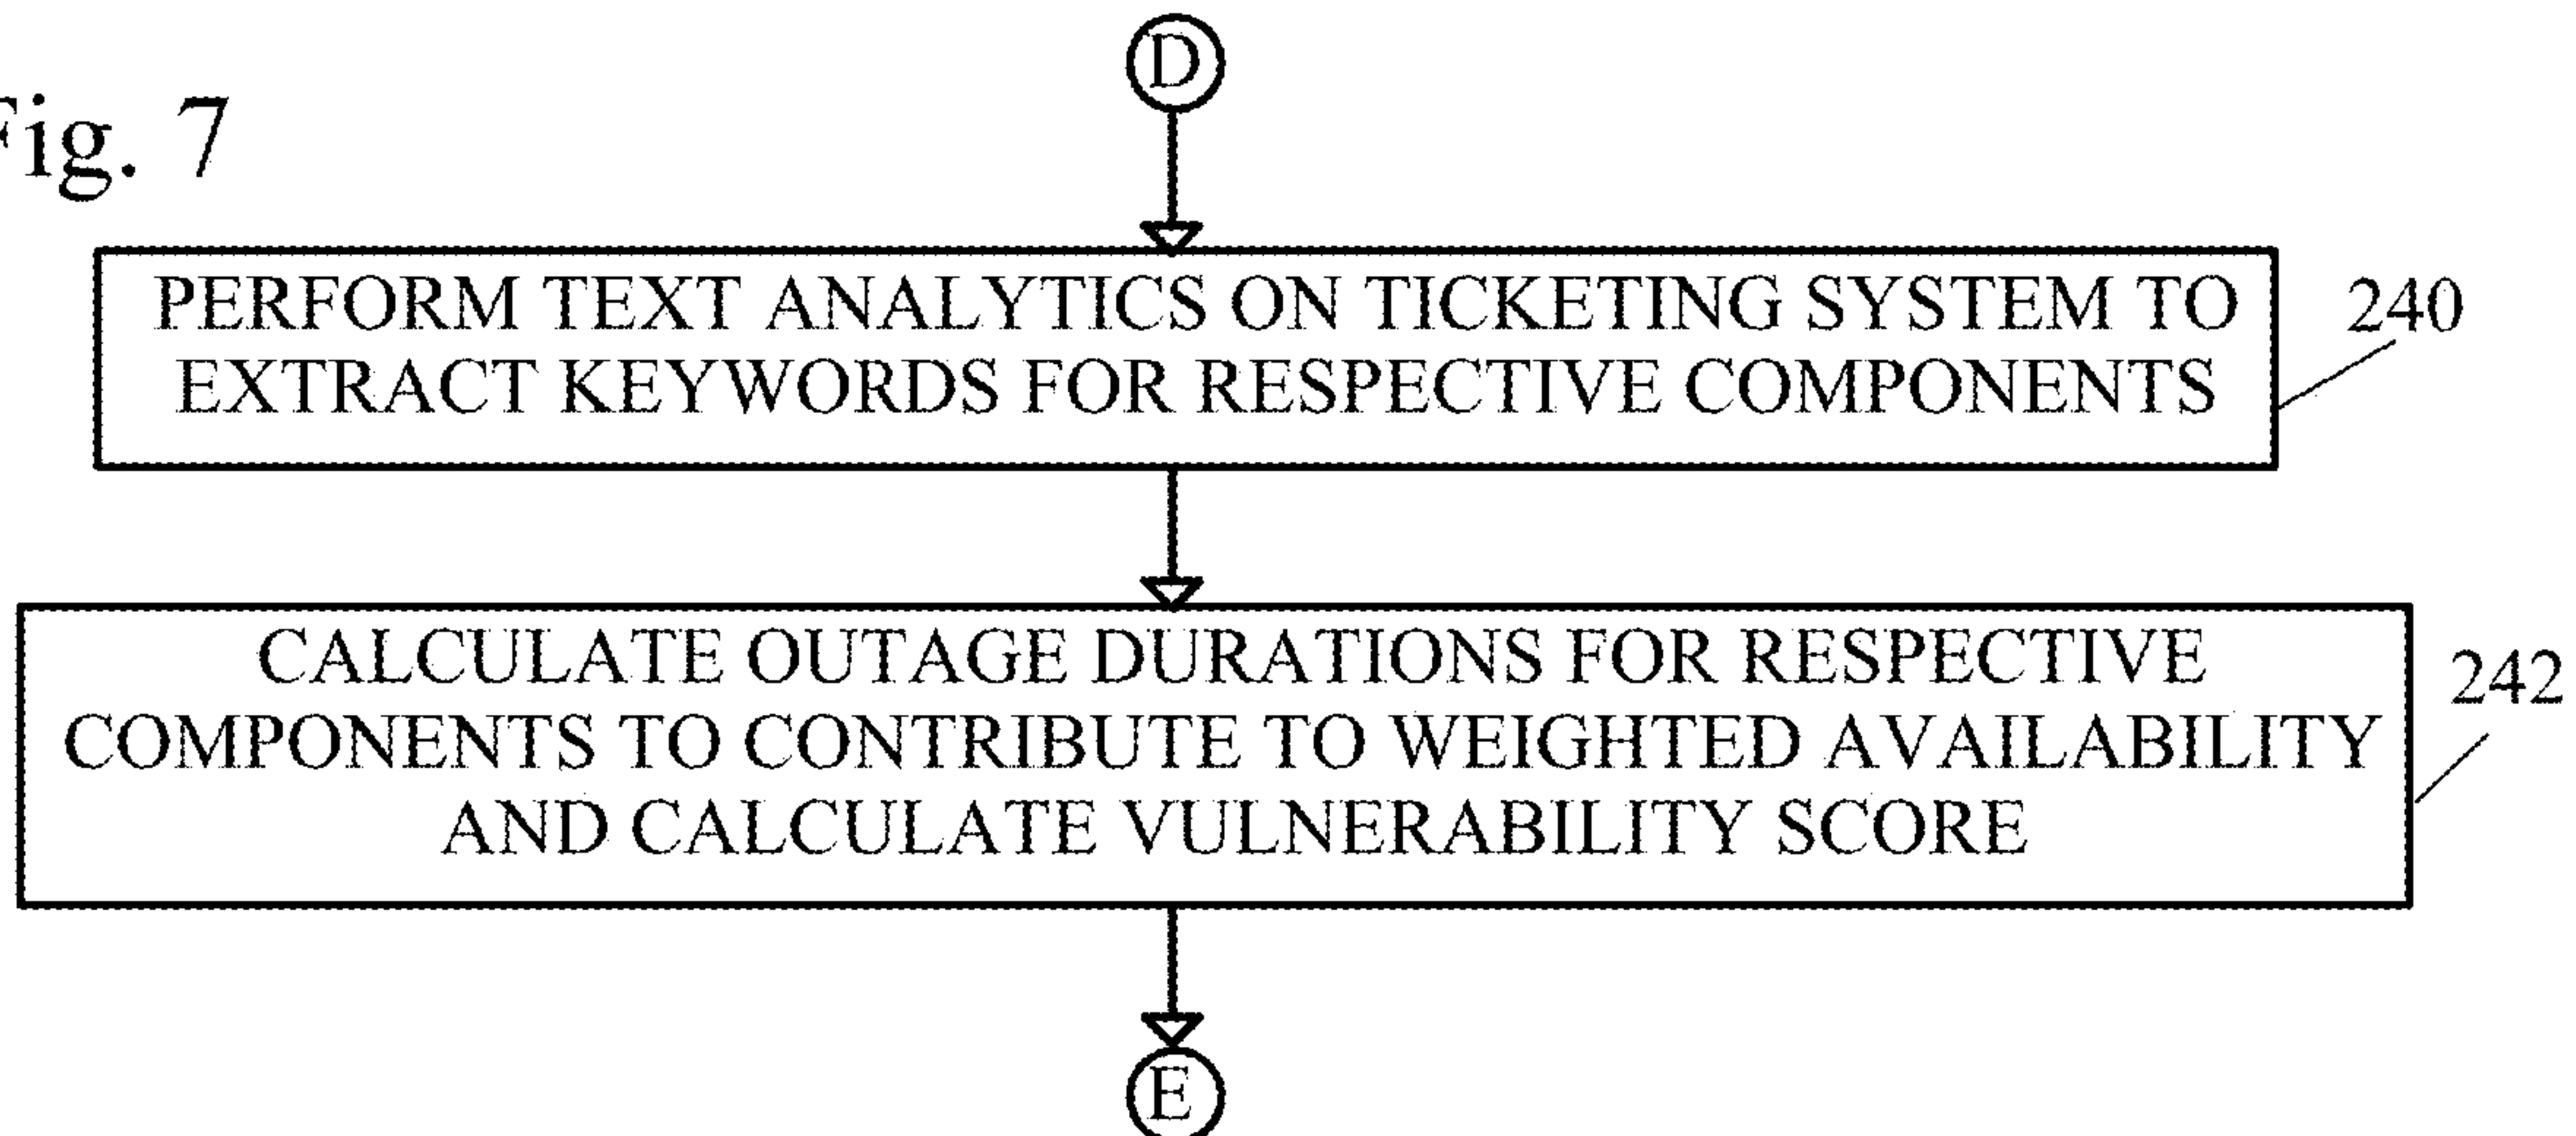 D
Fig. 7
PERFORM TEXT ANALYTICS ON TICKETING SYSTEM TO
EXTRACT KEYWORDS FOR RESPECTIVE COMPONENTS
240
CALCULATE OUTAGE DURATIONS FOR RESPECTIVE
COMPONENTS TO CONTRIBUTE TO WEIGHTED AVAILABILITY
AND CALCULATE VULNERABILITY SCORE
242
E